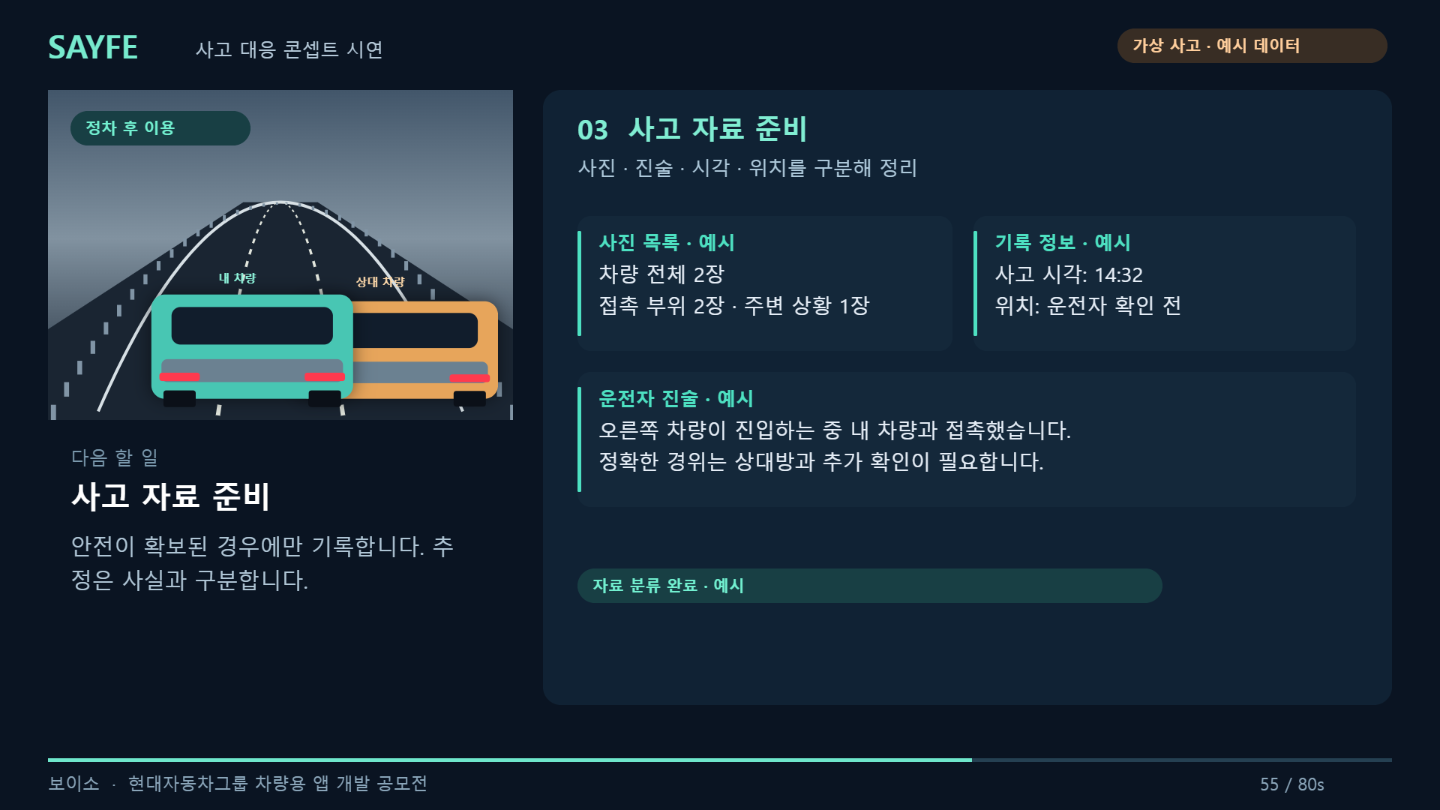 SAYFE
사고 대응 콘셉트 시연
가상 사고 · 예시 데이터
정차 후 이용
내 차량
상대 차량
다음 할 일
사고 자료 준비
안전이 확보된 경우에만 기록합니다. 추
정은 사실과 구분합니다.
03 사고 자료 준비
사진 · 진술 · 시각 · 위치를 구분해 정리
사진 목록 · 예시
차량 전체 2장
접촉 부위 2장 · 주변 상황 1장
기록 정보 · 예시
사고 시각: 14:32
위치: 운전자 확인 전
운전자 진술 · 예시
오른쪽 차량이 진입하는 중 내 차량과 접촉했습니다.
정확한 경위는 상대방과 추가 확인이 필요합니다.
자료 분류 완료 · 예시
보이소 · 현대자동차그룹 차량용 앱 개발 공모전
55 / 80s